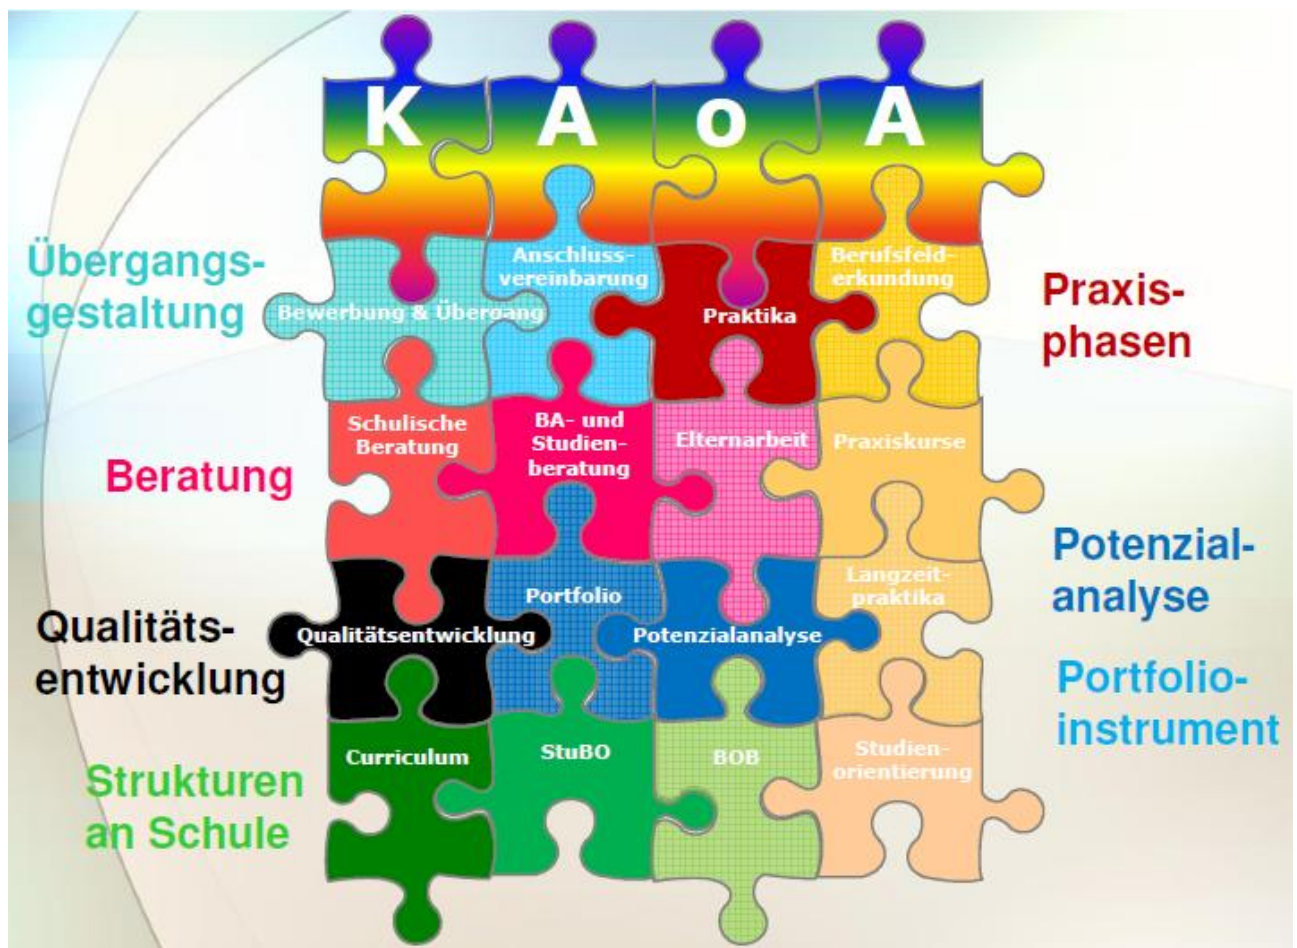 K A o A
Übergangs-
gestaltung
Anschluss-
vereinbarung
Berufsfeld-
erkundung
Bewerbung & Übergang
Praktika
Praxis-
phasen
Schulische
Beratung
BA- und
Studien-
beratung
Elternarbeit
Praxiskurse
Beratung
Potenzial-
analyse
Portfolio
Langzeit-
praktika
Qualitätsentwicklung
Potenzialanalyse
Qualitäts-
entwicklung
Portfolio-
instrument
Curriculum
StuBO
BOB
Studien-
orientierung
Strukturen
an Schule